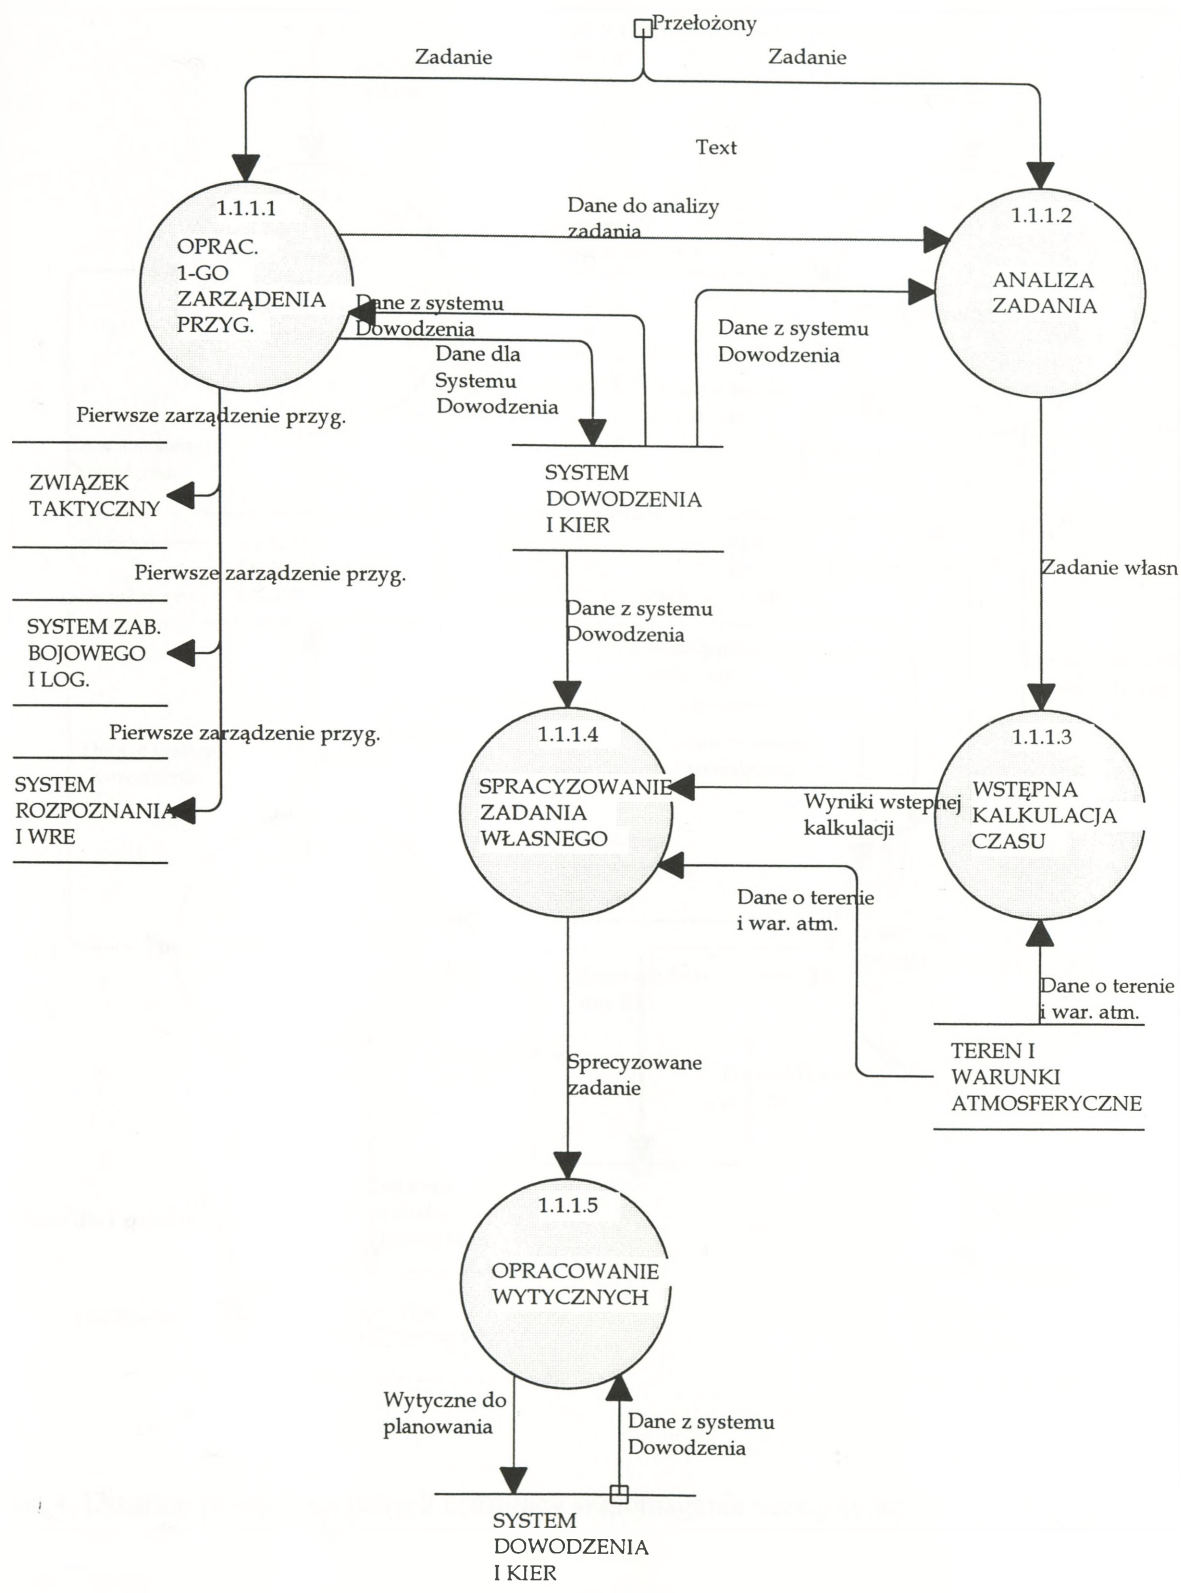 Przełożony
Zadanie
Zadanie
Text
1.1.1.1
OPRAC.
1-GO
ZARZĄDENIA
PRZYG.
Dane do analizy
zadania
1.1.1.2
ANALIZA
ZADANIA
Dane z systemu
Dowodzenia
Dane dla
Systemu
Dowodzenia
Dane z systemu
Dowodzenia
Pierwsze zarządzenie przyg.
ZWIĄZEK
TAKTYCZNY
SYSTEM
DOWODZENIA
I KIER
Pierwsze zarządzenie przyg.
Zadanie własn
SYSTEM ZAB.
BOJOWEGO
I LOG.
Dane z systemu
Dowodzenia
Pierwsze zarządzenie przyg.
SYSTEM
ROZPOZNANIA
I WRE
1.1.1.4
SPRACYZOWANIE
ZADANIA
WŁASNEGO
Wyniki wstepnej
kalkulacji
1.1.1.3
WSTĘPNA
KALKULACJA
CZASU
Dane o terenie
i war. atm.
Dane o terenie
i war. atm.
TEREN I
WARUNKI
ATMOSFERYCZNE
Sprecyzowane
zadanie
1.1.1.5
OPRACOWANIE
WYTYCZNYCH
Wytyczne do
planowania
Dane z systemu
Dowodzenia
SYSTEM
DOWODZENIA
I KIER